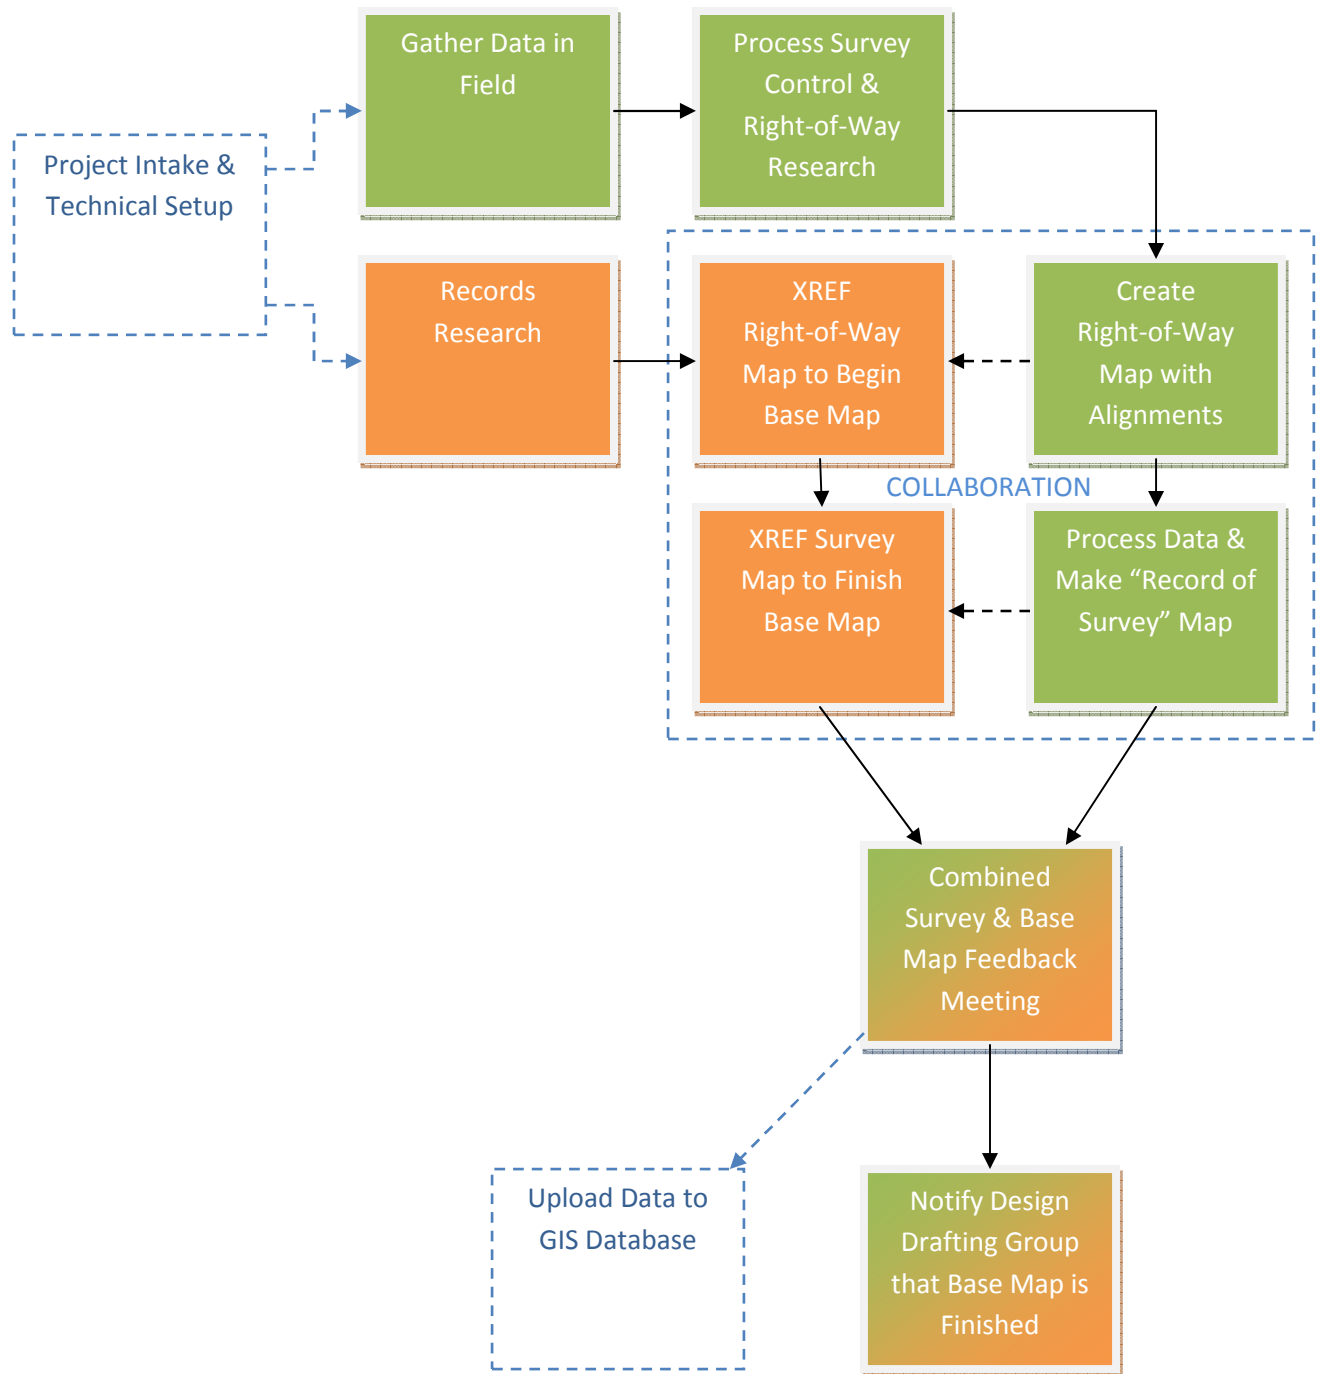 Gather Data in
Field
Process Survey
Control &
Right-of-Way
Research
Project Intake &
Technical Setup
Records
Research
XREF
Right-of-Way
Map to Begin
Base Map
Create
Right-of-Way
Map with
Alignments
COLLABORATION
XREF Survey
Map to Finish
Base Map
Process Data &
Make “Record of
Survey” Map
Combined
Survey & Base
Map Feedback
Meeting
Upload Data to
GIS Database
Notify Design
Drafting Group
that Base Map is
Finished